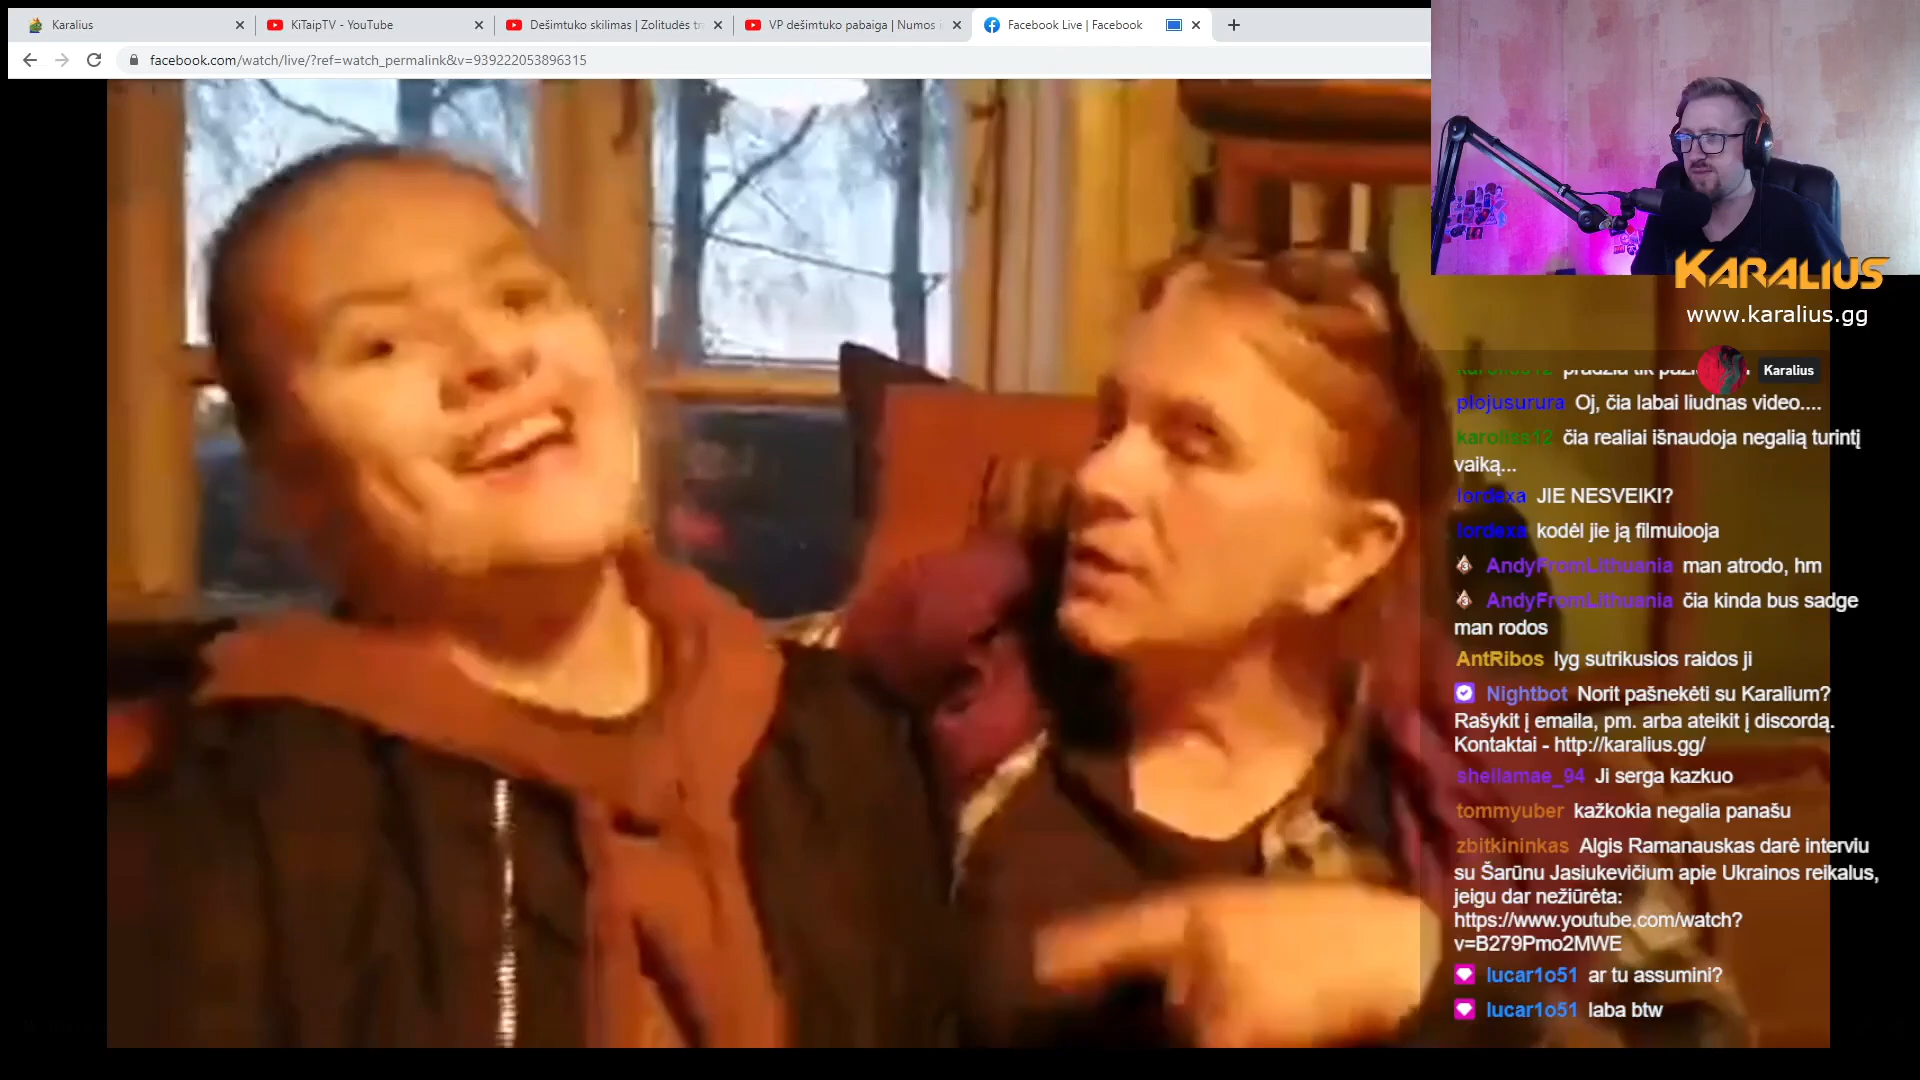 Karalius
KiTaipTV - YouTube
Dešimtuko skilimas | Zolitudės tr
VP dešimtuko pabaiga | Numos i
Facebook Live | Facebook
facebook.com/watch/live/?ref=watch_permalink&v=939222053896315
KARALIUS
www.karalius.gg
Karalius
plojusurura Oj, čia labai liudnas video....
karoliss12 čia realiai išnaudoja negalią turintį
vaiką...
lordexa JIE NESVEIKI?
lordexa kodėl jie ją filmuiooja
AndyFromLithuania man atrodo, hm
AndyFromLithuania čia kinda bus sadge
man rodos
AntRibos lyg sutrikusios raidos ji
Nightbot Norit pašnekėti su Karalium?
Rašykit į emaila, pm. arba ateikit į discordą.
Kontaktai - http://karalius.gg/
sheilamae_94 Ji serga kazkuo
tommyuber kažkokia negalia panašu
zbitkininkas Algis Ramanauskas darė interviu
su Šarūnu Jasiukevičium apie Ukrainos reikalus,
jeigu dar nežiūrėta:
https://www.youtube.com/watch?
v=B279Pmo2MWE
lucar1o51 ar tu assumini?
lucar1o51 laba btw